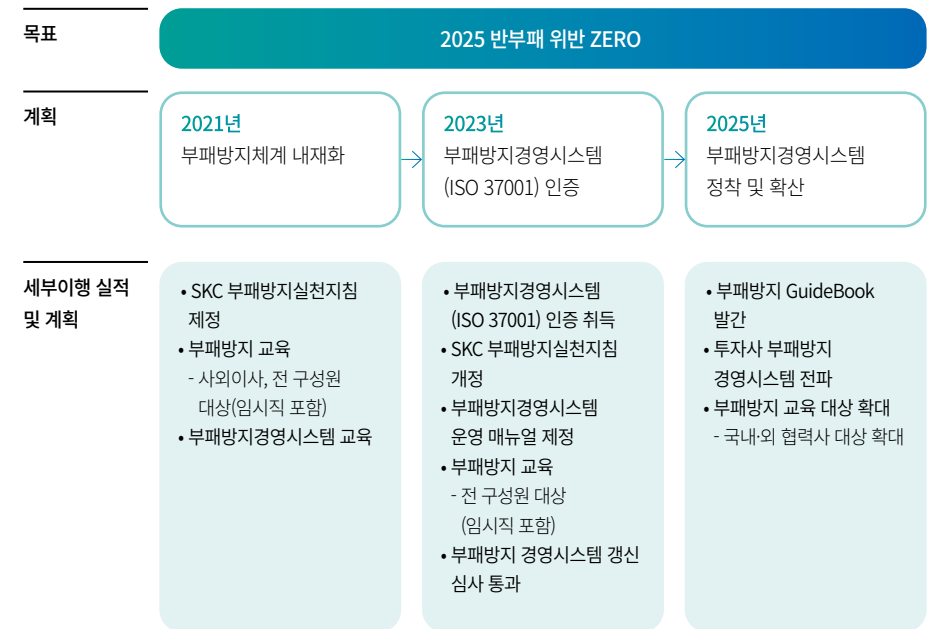 목표
2025 반부패 위반 ZERO
계획
2021년
부패방지체계 내재화
2023년
부패방지경영시스템
(ISO 37001) 인증
2025년
부패방지경영시스템
정착 및 확산
세부이행 실적
및 계획
• SKC 부패방지실천지침
제정
• 부패방지 교육
- 사외이사, 전 구성원
대상(임시직 포함)
• 부패방지경영시스템 교육
• 부패방지경영시스템
(ISO 37001) 인증 취득
• SKC 부패방지실천지침
개정
• 부패방지경영시스템
운영 매뉴얼 제정
• 부패방지 교육
- 전 구성원 대상
(임시직 포함)
• 부패방지 경영시스템 갱신
심사 통과
• 부패방지 GuideBook
발간
• 투자사 부패방지
경영시스템 전파
• 부패방지 교육 대상 확대
- 국내·외 협력사 대상 확대